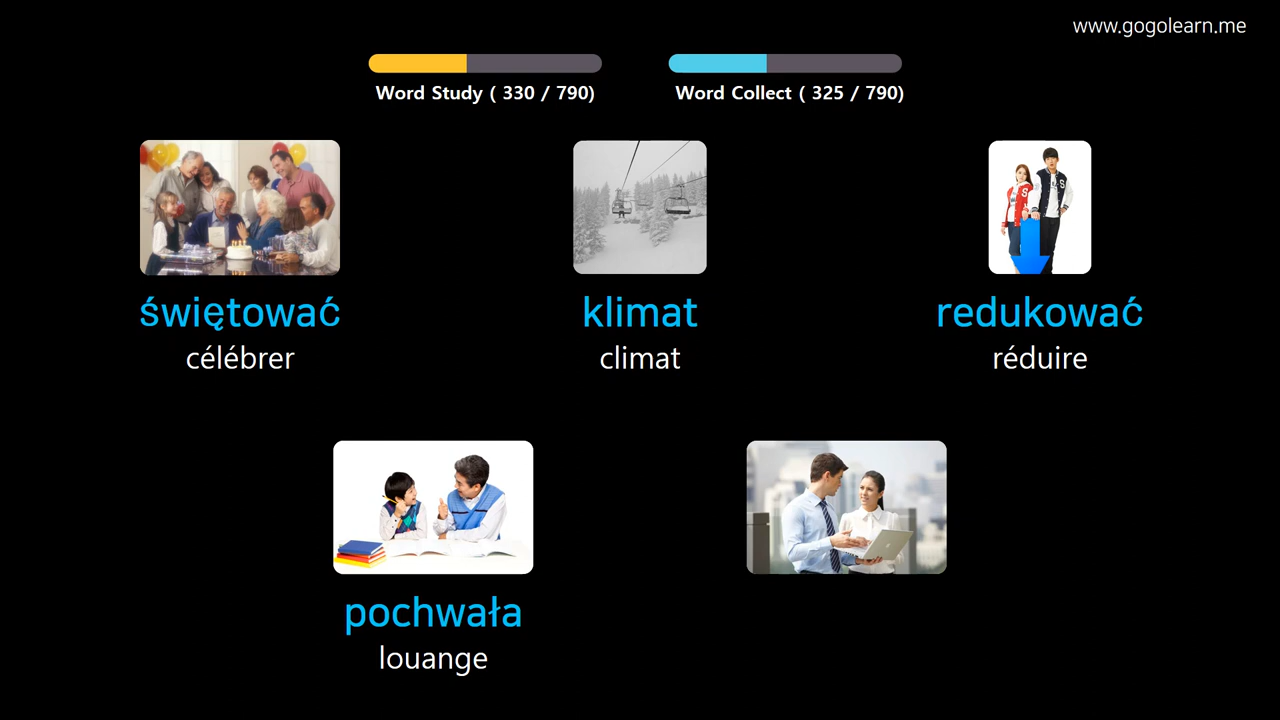 www.gogolearn.me
Word Study ( 330 / 790)
Word Collect ( 325 / 790)
świętować
célébrer
klimat
climat
redukować
réduire
pochwała
louange